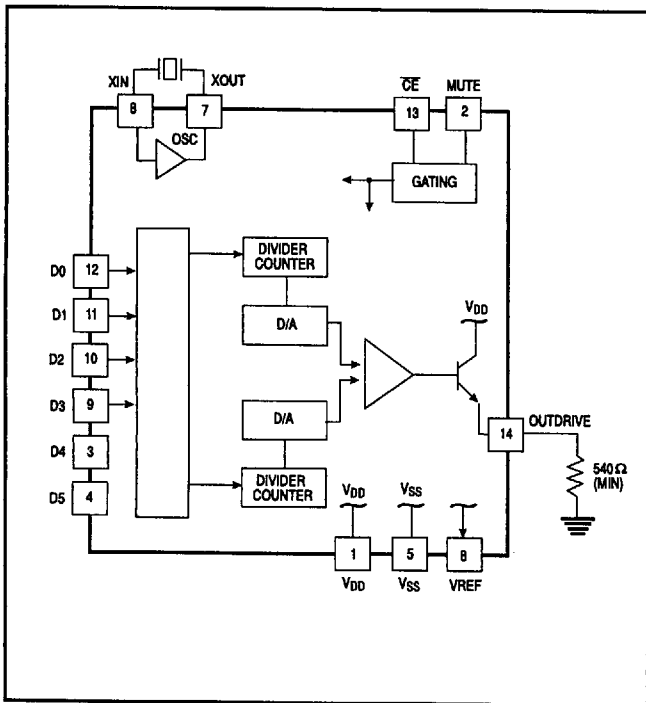 XIN
XOUT
8
7
OSC
CE
MUTE
13
2
GATING
D0
12
D1
11
D2
10
D3
9
D4
3
D5
4
DIVIDER
COUNTER
D/A
D/A
DIVIDER
COUNTER
VDD
14
OUTDRIVE
540Ω
(MIN)
VDD
VSS
1
5
8
VDD
VSS
VREF